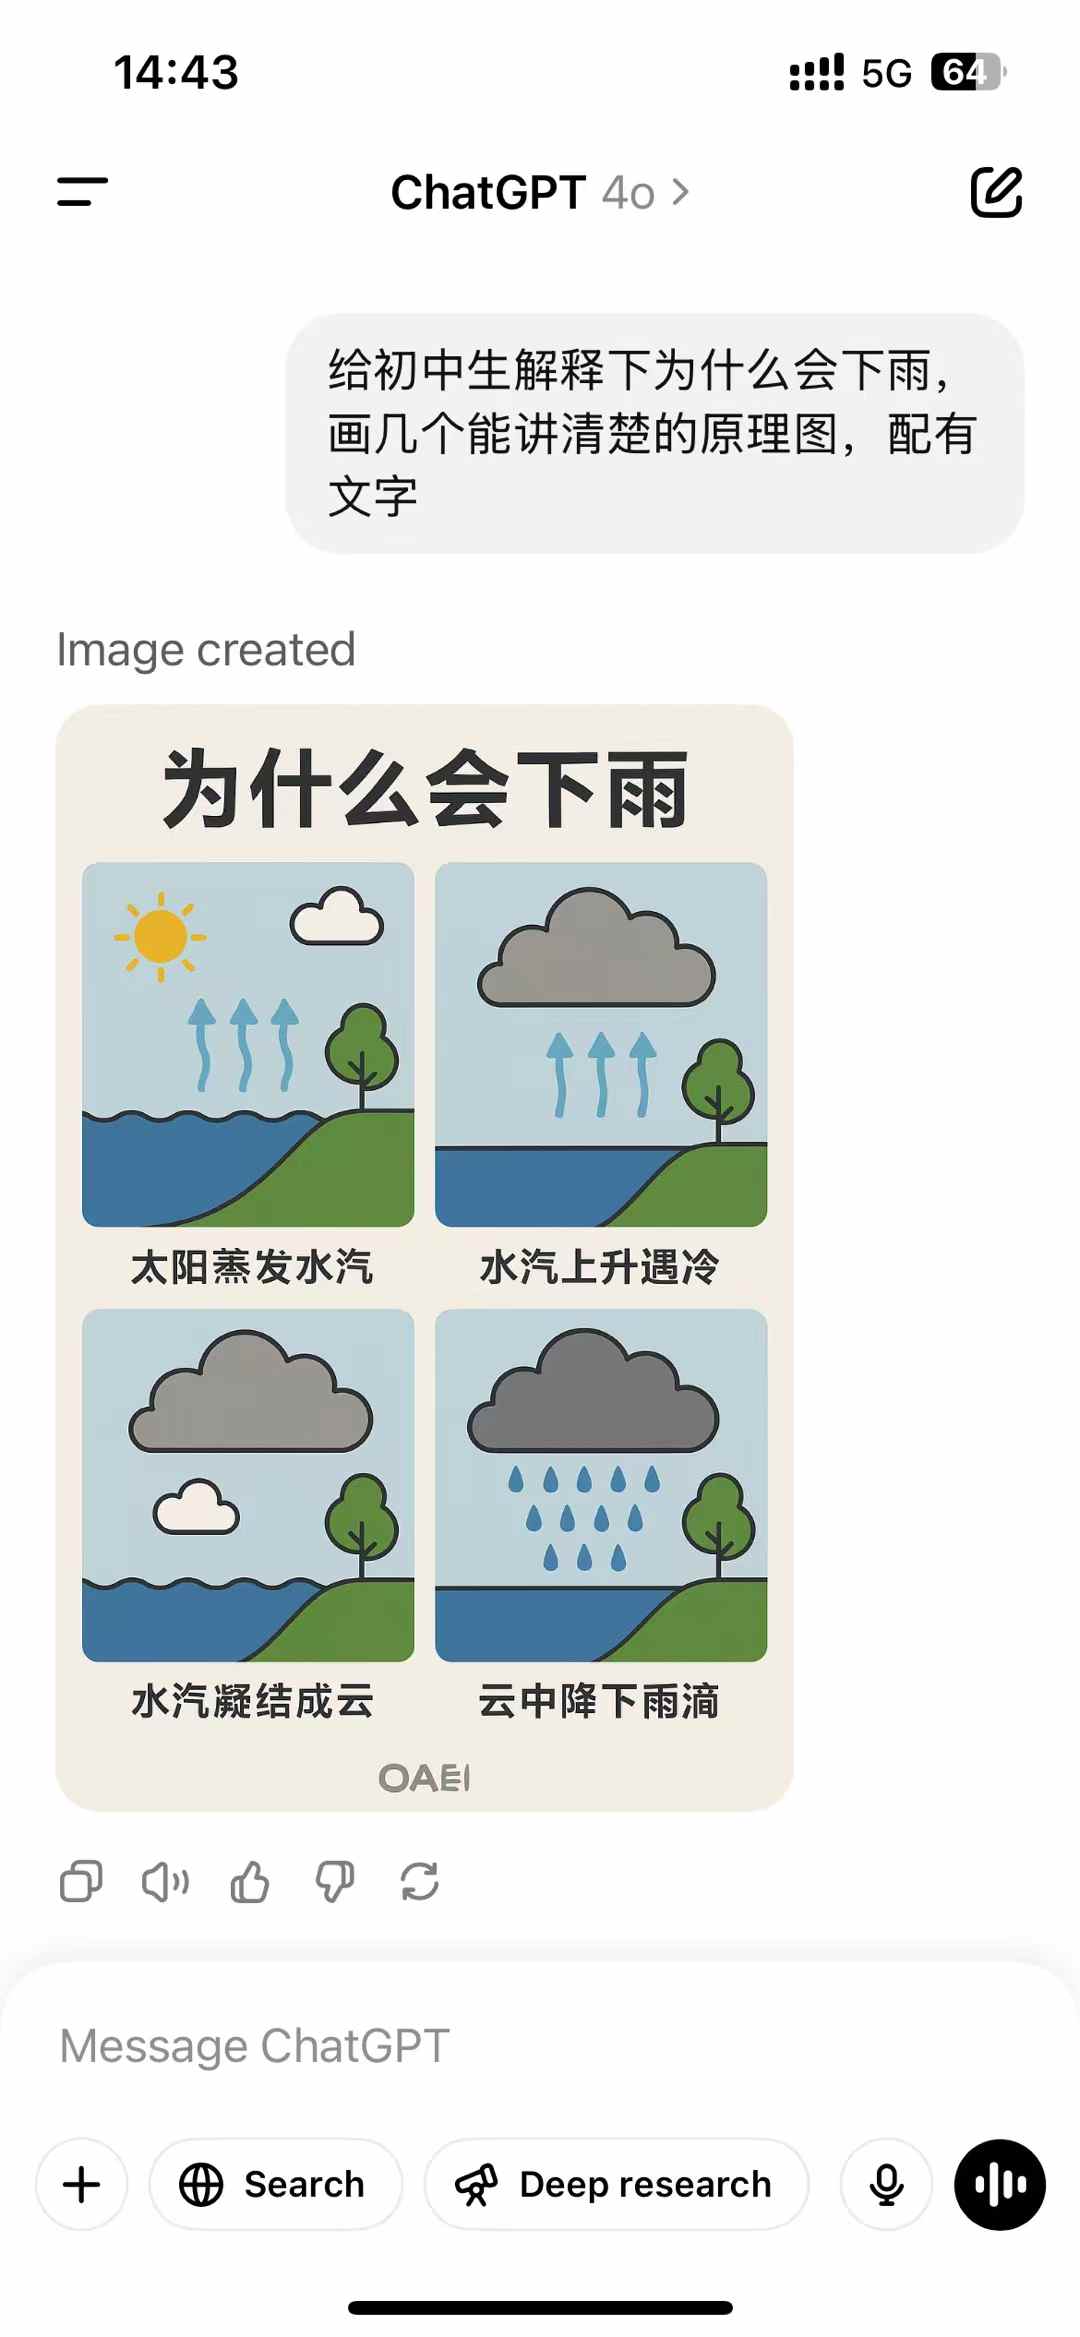 14:43
5G 64
ChatGPT 4o
给初中生解释下为什么会下雨，
画几个能讲清楚的原理图，配有
文字
Image created
为什么会下雨
太阳蒸发水汽
水汽上升遇冷
水汽凝结成云
云中降下雨滴
Message ChatGPT
Search
Deep research